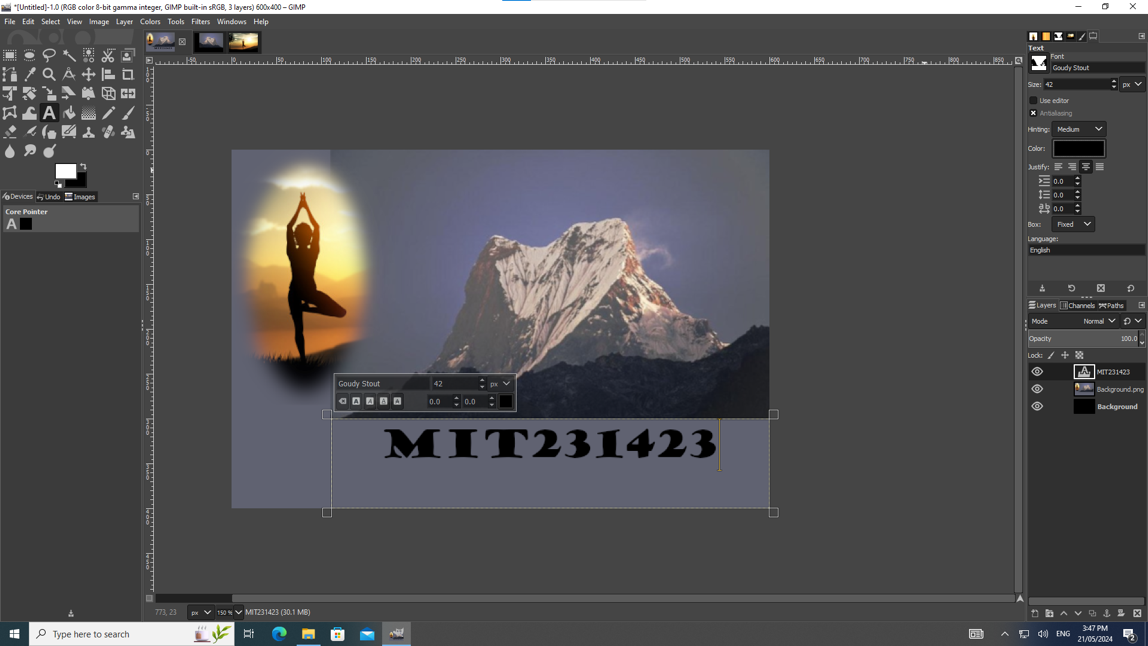 *[Untitled]-1.0 (RGB color 8-bit gamma integer, GIMP built-in sRGB, 3 layers) 600x400 – GIMP
File Edit Select View Image Layer Colors Tools Filters Windows Help
Devices Undo Images
Core Pointer
Goudy Stout 42 px
0.0 0.0
MIT231423
773, 23 px 150 % MIT231423 (30.1 MB)
Text
Font
Goudy Stout
Size: 42 px
Use editor
Antialiasing
Hinting: Medium
Color:
Justify:
0.0
0.0
0.0
Box: Fixed
Language:
English
Layers Channels Paths
Mode Normal
Opacity 100.0
Lock:
MIT231423
Background.png
Background
Type here to search
ENG
3:47 PM
21/05/2024
2